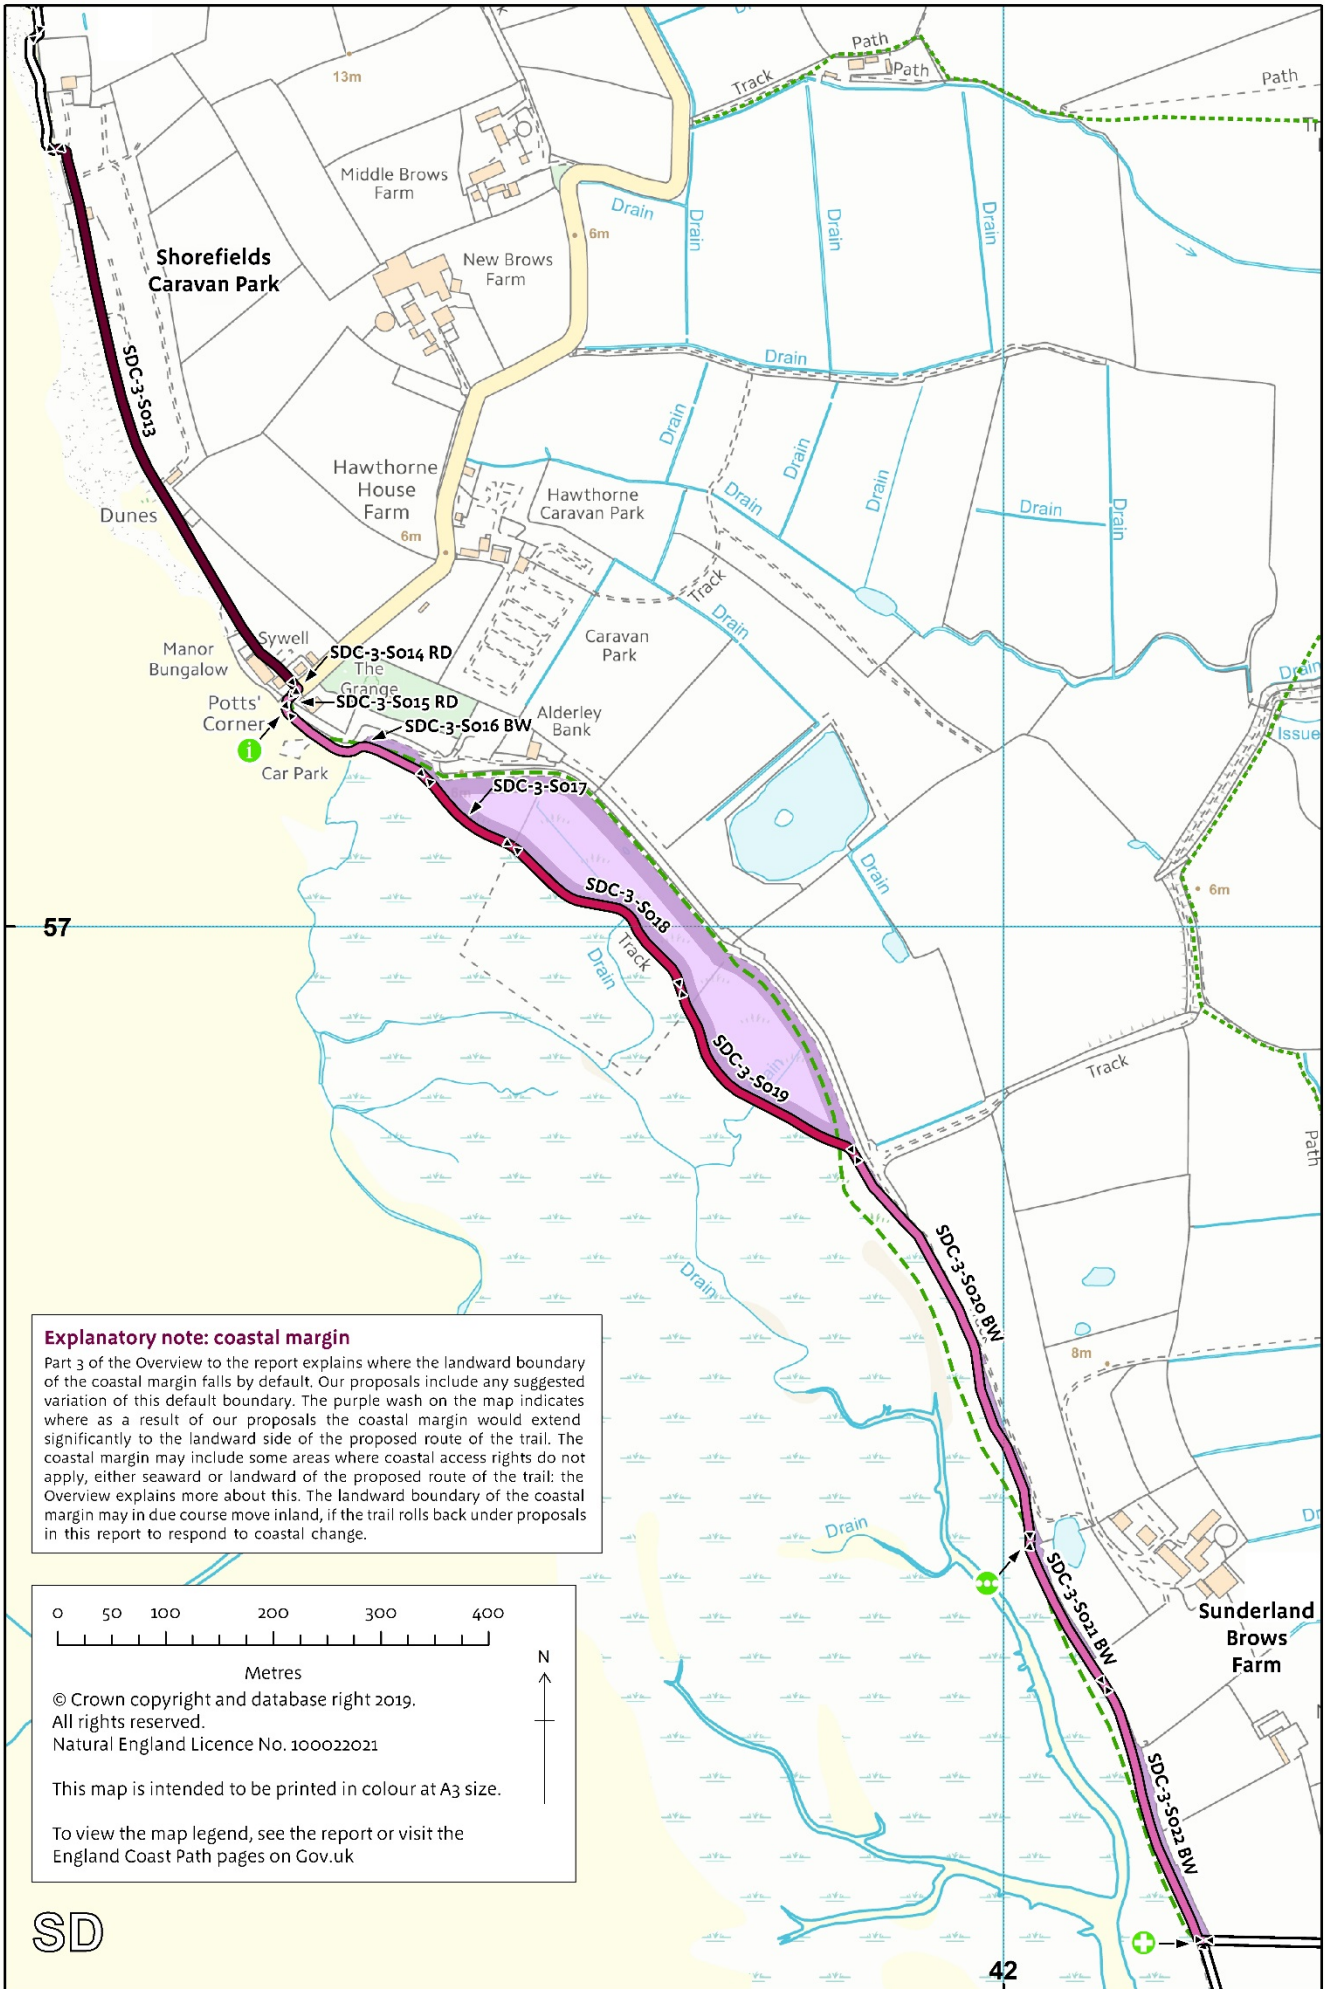 Dr
Path
Path
Track
Path
Tr
13m
Middle Brows
Farm
Drain
Drain
Drain
Drain
6m
Shorefields
Caravan Park
New Brows
Farm
SDC-3-S013
Drain
Drain
Drain
Drain
Drain
Drain
Drain
Hawthorne
House
Farm
Hawthorne
Caravan Park
Dunes
6m
Track
Drain
Caravan
Park
Manor
Bungalow
Sywell
SDC-3-S014 RD
The
Grange
SDC-3-S015 RD
Potts'
Corner
SDC-3-S016 BW
Alderley
Bank
Drain
Issue
i
Car Park
SDC-3-S017
Drain
6m
SDC-3-S018
57
Track
Drain
SDC-3-S019
Drain
Track
Path
SDC-3-S020 BW
Drain
8m
Explanatory note: coastal margin
Part 3 of the Overview to the report explains where the landward boundary
of the coastal margin falls by default. Our proposals include any suggested
variation of this default boundary. The purple wash on the map indicates
where as a result of our proposals the coastal margin would extend
significantly to the landward side of the proposed route of the trail. The
coastal margin may include some areas where coastal access rights do not
apply, either seaward or landward of the proposed route of the trail: the
Overview explains more about this. The landward boundary of the coastal
margin may in due course move inland, if the trail rolls back under proposals
in this report to respond to coastal change.
Drain
Dr
SDC-3-S021 BW
Sunderland
Brows
Farm
0 50 100 200 300 400
Metres
N
© Crown copyright and database right 2019.
All rights reserved.
Natural England Licence No. 100022021
This map is intended to be printed in colour at A3 size.
To view the map legend, see the report or visit the
England Coast Path pages on Gov.uk
SDC-3-S022 BW
SD
42